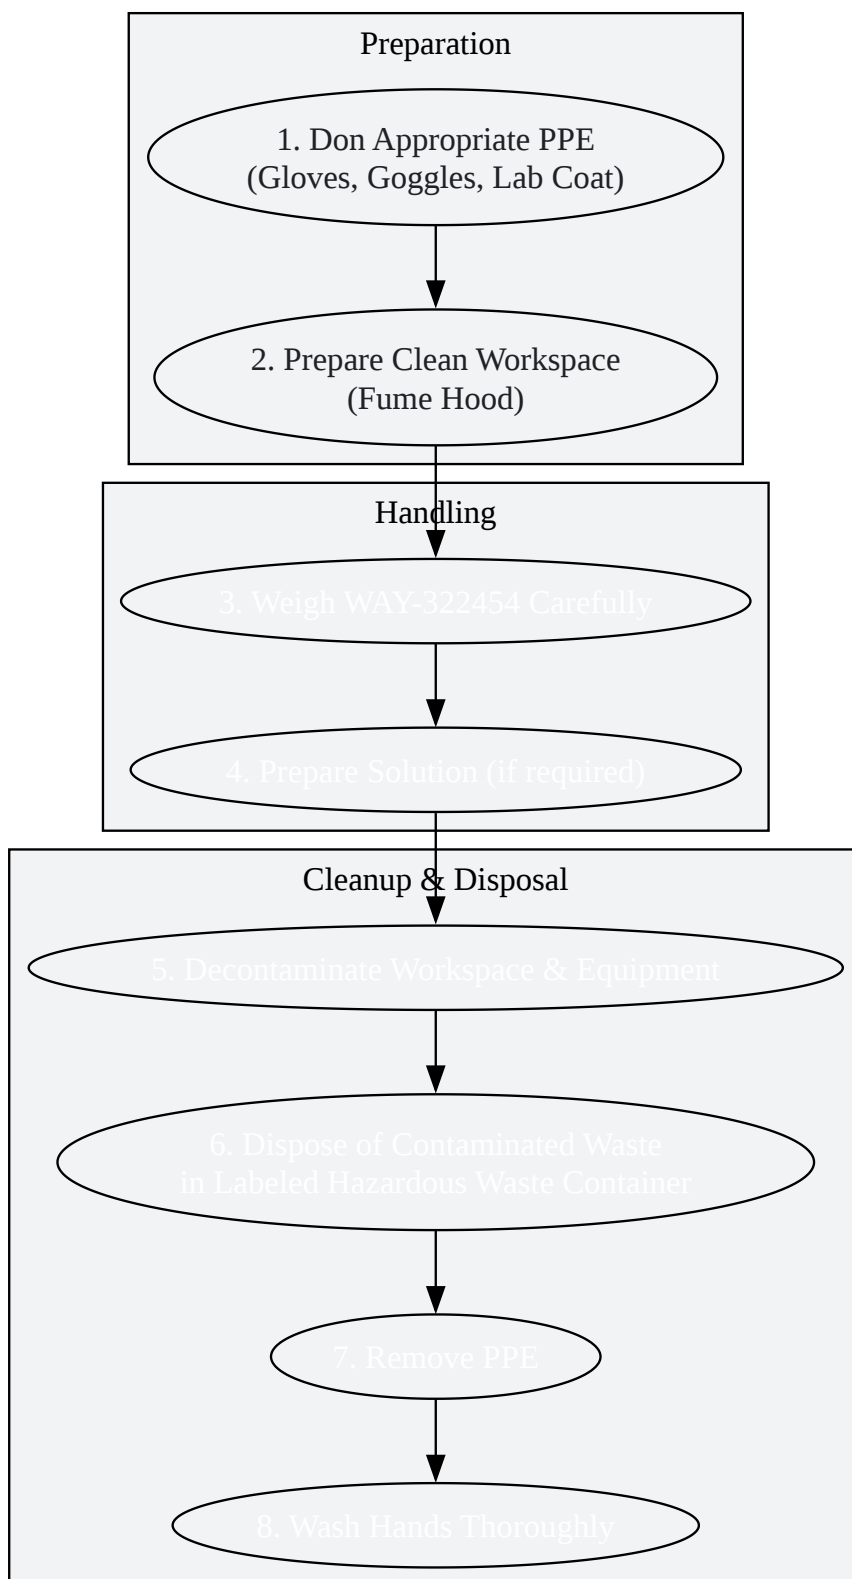 Preparation
1. Don Appropriate PPE
(Gloves, Goggles, Lab Coat)
2. Prepare Clean Workspace
(Fume Hood)
Handling
3. Weigh WAY-322454 Carefully
4. Prepare Solution (if required)
Cleanup & Disposal
5. Decontaminate Workspace & Equipment
6. Dispose of Contaminated Waste
in Labeled Hazardous Waste Container
7. Remove PPE
8. Wash Hands Thoroughly